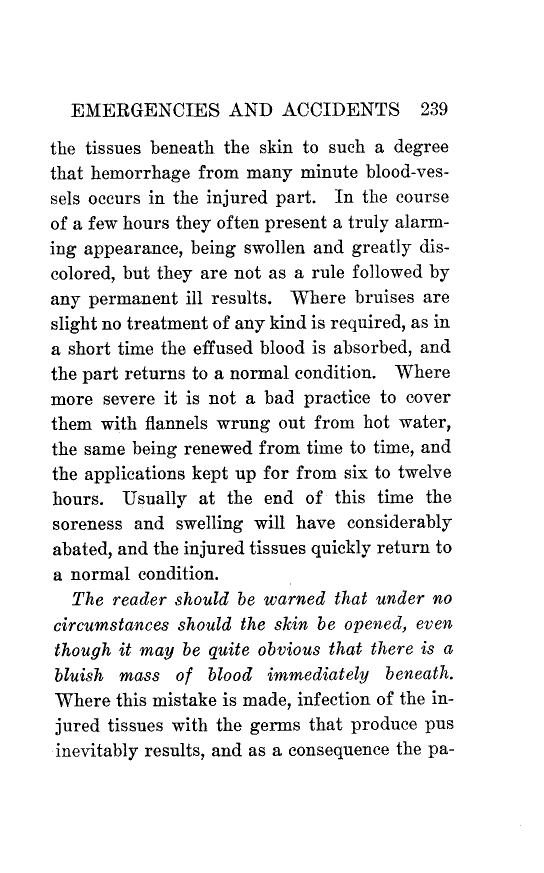 EMERGENCIES AND ACCIDENTS 239
the tissues beneath the skin to such a degree
that hemorrhage from many minute blood-ves-
sels occurs in the injured part. In the course
of a few hours they often present a truly alarm-
ing appearance, being swollen and greatly dis-
colored, but they are not as a rule followed by
any permanent ill results. Where bruises are
slight no treatment of any kind is required, as in
a short time the effused blood is absorbed, and
the part returns to a normal condition. Where
more severe it is not a bad practice to cover
them with flannels wrung out from hot water,
the same being renewed from time to time, and
the applications kept up for from six to twelve
hours. Usually at the end of this time the
soreness and swelling will have considerably
abated, and the injured tissues quickly return to
a normal condition.
The reader should be warned that under no
circumstances should the skin be opened, even
though it may be quite obvious that there is a
bluish mass of blood immediately beneath.
Where this mistake is made, infection of the in-
jured tissues with the germs that produce pus
inevitably results, and as a consequence the pa-